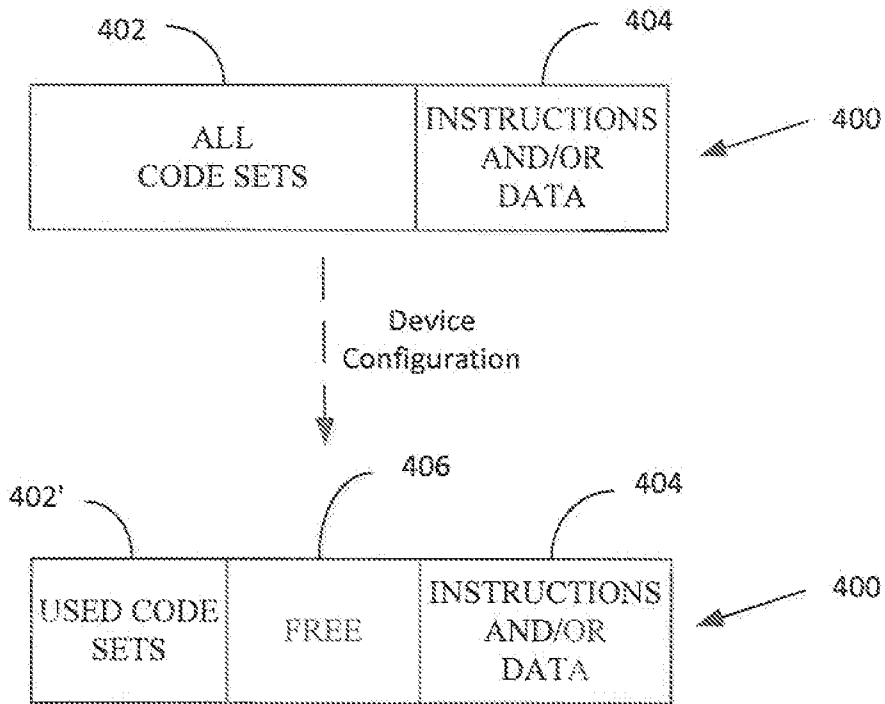 402
404
ALL
CODE SETS
INSTRUCTIONS
AND/OR
DATA
400
Device
Configuration
402'
406
404
USED CODE
SETS
FREE
INSTRUCTIONS
AND/OR
DATA
400